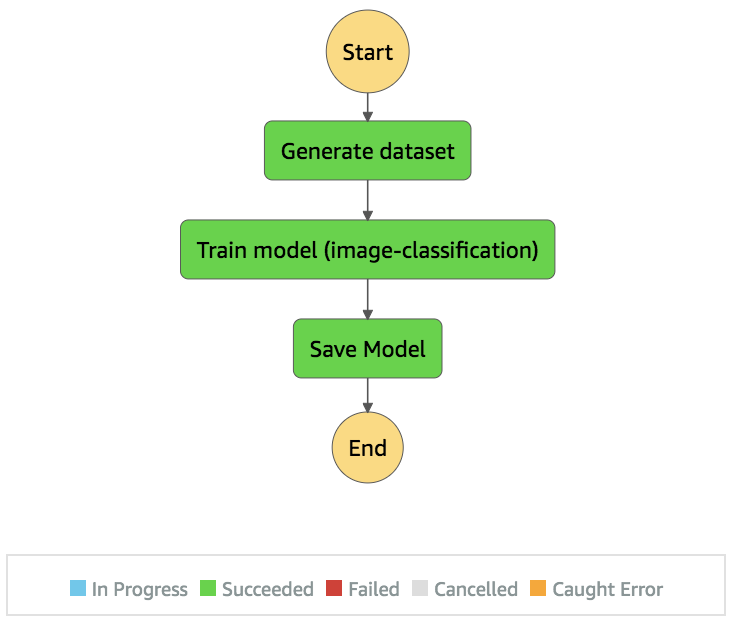 Start
Generate dataset
Train model (image-classification)
Save Model
End
In Progress Succeeded Failed Cancelled Caught Error